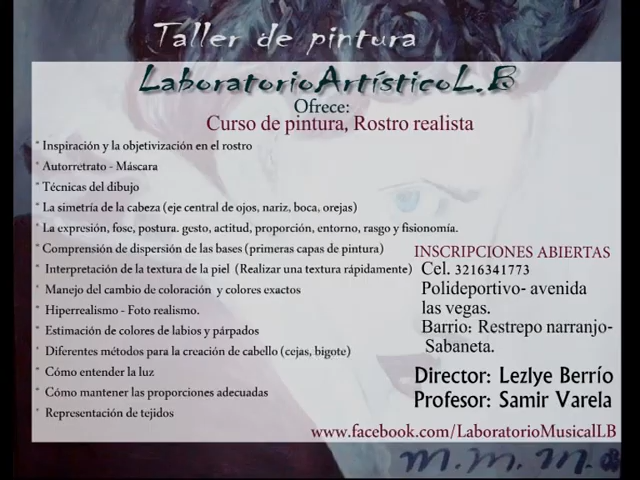 Taller de pintura
LaboratorioArtísticoL.B
Ofrece:
Curso de pintura, Rostro realista
* Inspiración y la objetivización en el rostro
* Autorretrato - Máscara
* Técnicas del dibujo
* La simetría de la cabeza (eje central de ojos, nariz, boca, orejas)
* La expresión, fose, postura. gesto, actitud, proporción, entorno, rasgo y fisionomía.
* Comprensión de dispersión de las bases (primeras capas de pintura)
* Interpretación de la textura de la piel (Realizar una textura rápidamente)
* Manejo del cambio de coloración y colores exactos
* Hiperrealismo - Foto realismo.
* Estimación de colores de labios y párpados
* Diferentes métodos para la creación de cabello (cejas, bigote)
* Cómo entender la luz
* Cómo mantener las proporciones adecuadas
* Representación de tejidos
INSCRIPCIONES ABIERTAS
Cel. 3216341773
Polideportivo- avenida
las vegas.
Barrio: Restrepo narranjo-
Sabaneta.
Director: Lezlye Berrío
Profesor: Samir Varela
www.facebook.com/LaboratorioMusicalLB
M.M.M.B